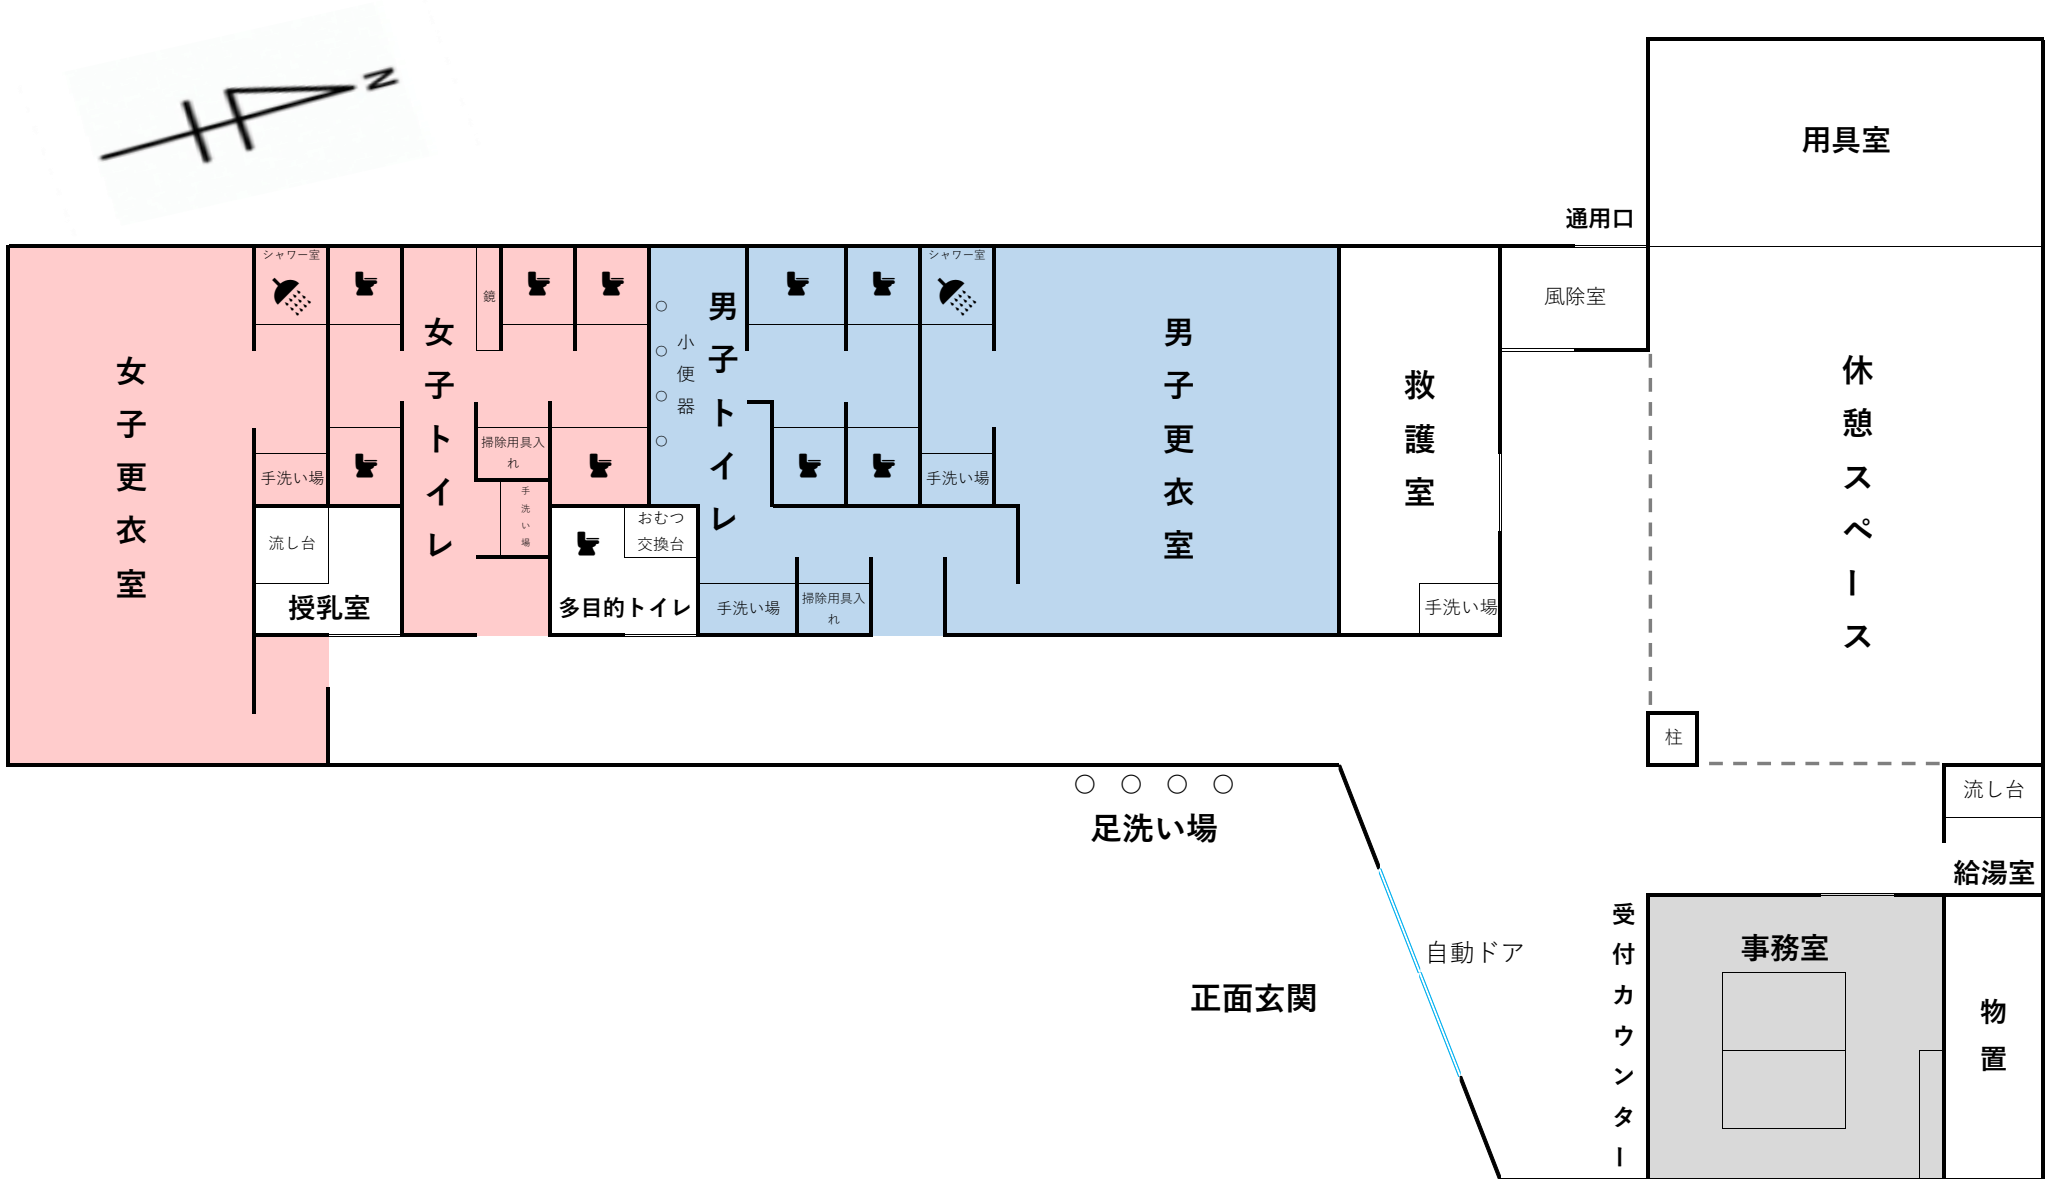 N
用具室
通用口
シャワー室
鏡
シャワー室
風除室
女子更衣室
女子トイレ
小便器
男子トイレ
男子更衣室
救護室
休憩スペース
手洗い場
掃除用具入
れ
手洗い場
手洗い場
流し台
おむつ
交換台
授乳室
多目的トイレ
手洗い場
掃除用具入
れ
手洗い場
柱
流し台
足洗い場
給湯室
受付カウンター
事務室
自動ドア
正面玄関
物置